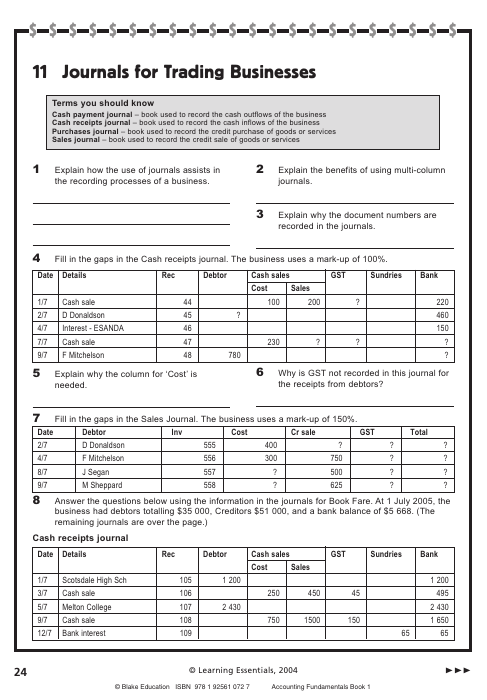 11 Journals for Trading Businesses
Terms you should know
Cash payment journal – book used to record the cash outflows of the business
Cash receipts journal – book used to record the cash inflows of the business
Purchases journal – book used to record the credit purchase of goods or services
Sales journal – book used to record the credit sale of goods or services
1 Explain how the use of journals assists in
the recording processes of a business.
2 Explain the benefits of using multi-column
journals.
3 Explain why the document numbers are
recorded in the journals.
4 Fill in the gaps in the Cash receipts journal. The business uses a mark-up of 100%.
Date Details Rec Debtor Cash sales GST Sundries Bank
Cost Sales
1/7 Cash sale 44 100 200 ? 220
2/7 D Donaldson 45 ? 460
4/7 Interest - ESANDA 46 150
7/7 Cash sale 47 230 ? ? ?
9/7 F Mitchelson 48 780 ?
5 Explain why the column for ‘Cost’ is
needed.
6 Why is GST not recorded in this journal for
the receipts from debtors?
7 Fill in the gaps in the Sales Journal. The business uses a mark-up of 150%.
Date Debtor Inv Cost Cr sale GST Total
2/7 D Donaldson 555 400 ? ? ?
4/7 F Mitchelson 556 300 750 ? ?
8/7 J Segan 557 ? 500 ? ?
9/7 M Sheppard 558 ? 625 ? ?
8 Answer the questions below using the information in the journals for Book Fare. At 1 July 2005, the
business had debtors totalling $35 000, Creditors $51 000, and a bank balance of $5 668. (The
remaining journals are over the page.)
Cash receipts journal
Date Details Rec Debtor Cash sales GST Sundries Bank
Cost Sales
1/7 Scotsdale High Sch 105 1 200 1 200
3/7 Cash sale 106 250 450 45 495
5/7 Melton College 107 2 430 2 430
9/7 Cash sale 108 750 1500 150 1 650
12/7 Bank interest 109 65 65
24 © Learning Essentials, 2004
© Blake Education ISBN 978 1 92561 072 7 Accounting Fundamentals Book 1